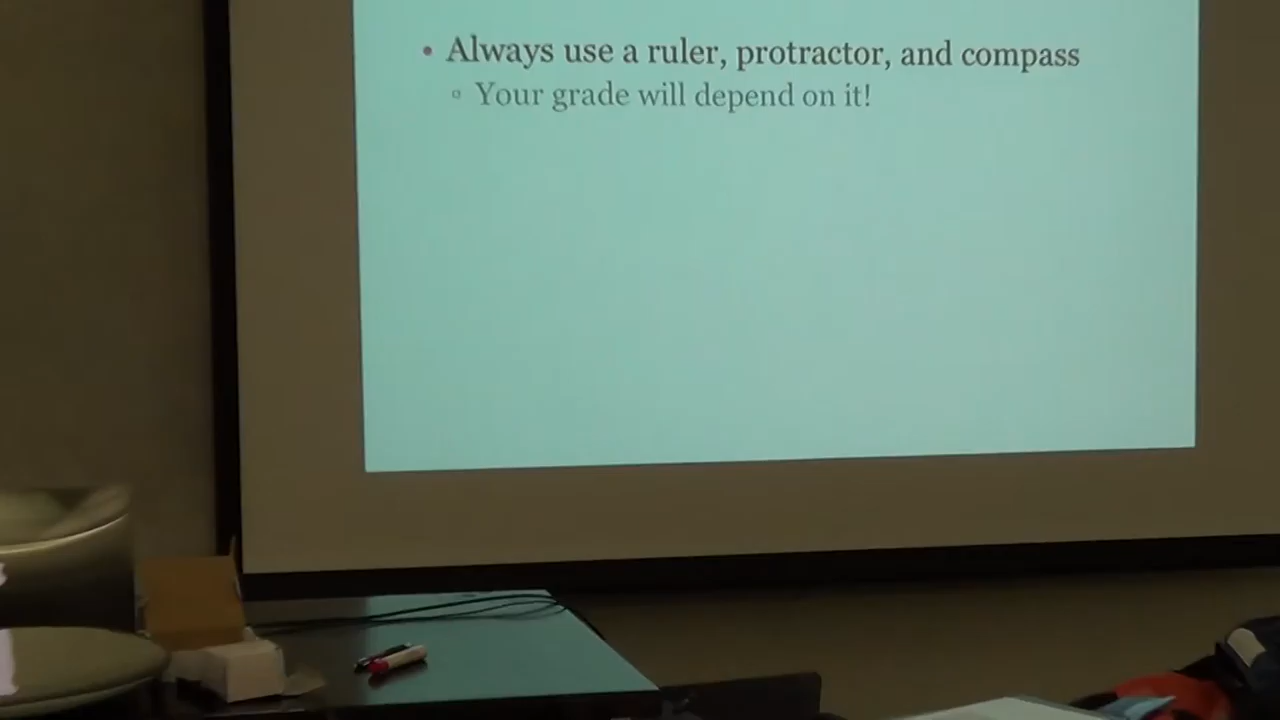 • Always use a ruler, protractor, and compass
▫ Your grade will depend on it!